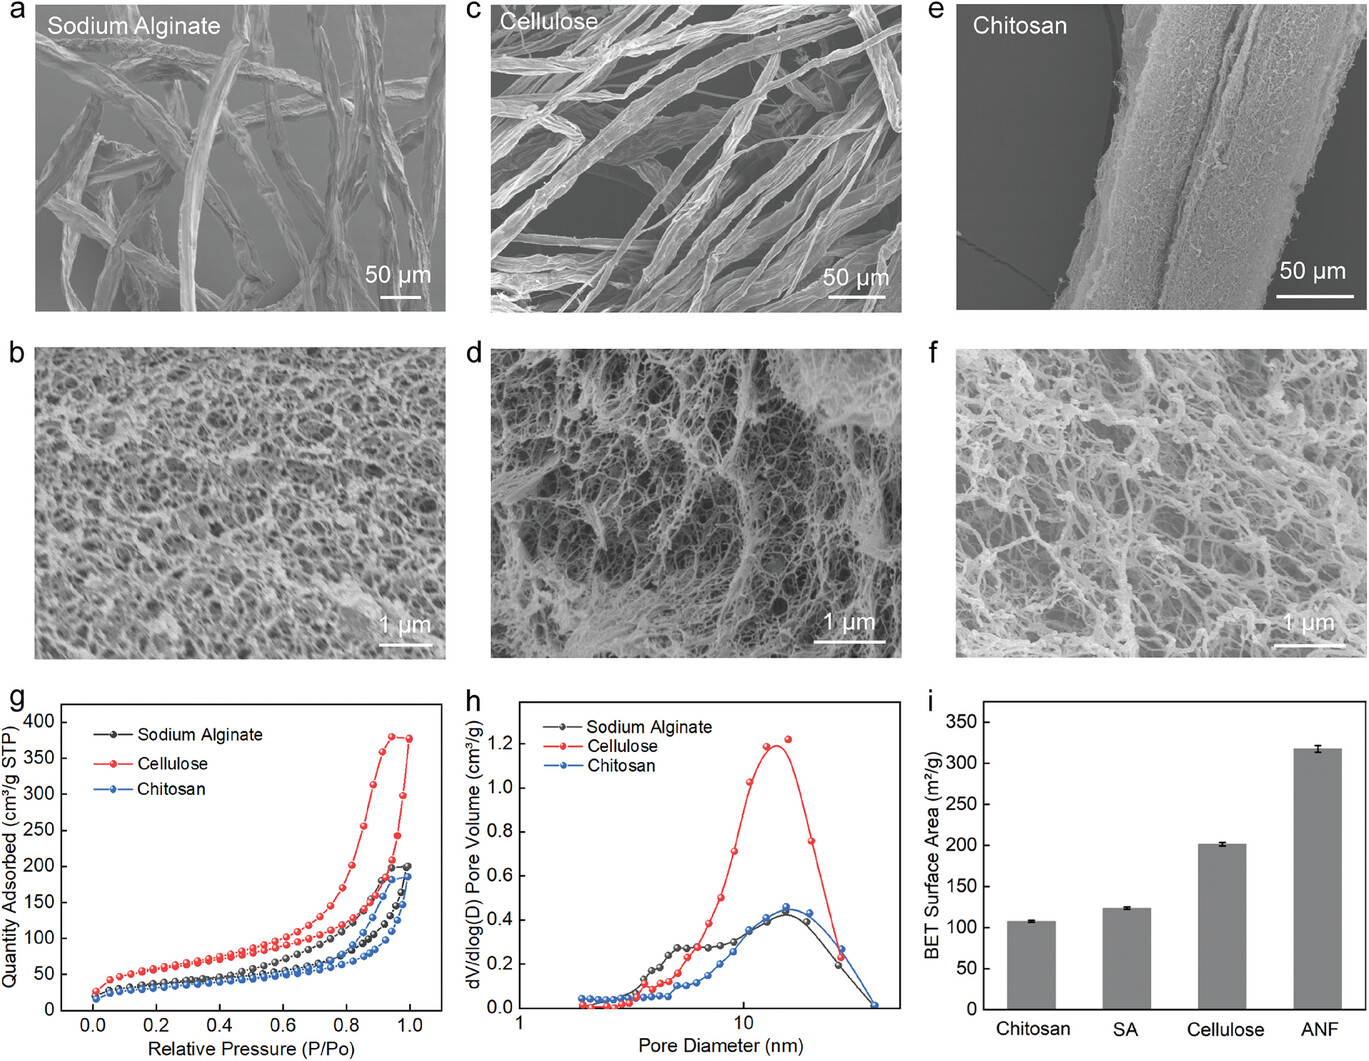 a
Sodium Alginate
50 μm
c
Cellulose
50 μm
e
Chitosan
50 μm
b
1 μm
d
1 μm
f
1 μm
g
Quantity Adsorbed (cm³/g STP)
400
350
300
250
200
150
100
50
0
Sodium Alginate
Cellulose
Chitosan
0.0 0.2 0.4 0.6 0.8 1.0
Relative Pressure (P/Po)
h
dV/dlog(D) Pore Volume (cm³/g)
1.2
1.0
0.8
0.6
0.4
0.2
0.0
Sodium Alginate
Cellulose
Chitosan
1 10
Pore Diameter (nm)
i
BET Surface Area (m²/g)
350
300
250
200
150
100
50
0
Chitosan SA Cellulose ANF